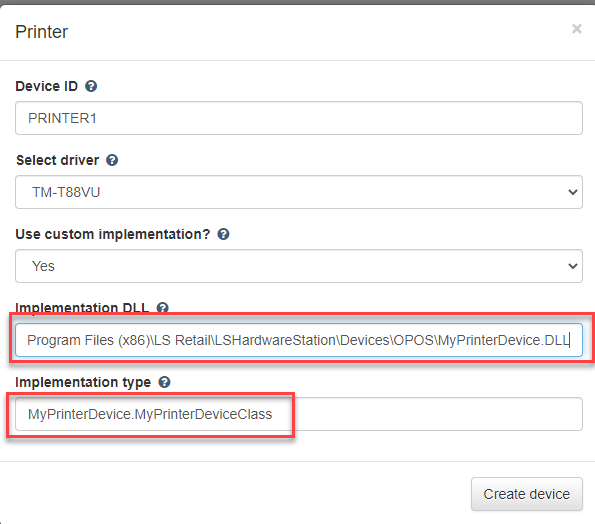 Printer
×
Device ID
PRINTER1
Select driver
TM-T88VU
Use custom implementation?
Yes
Implementation DLL
Program Files (x86)\LS Retail\LSHardwareStation\Devices\OPOS\MyPrinterDevice.DLL
Implementation type
MyPrinterDevice.MyPrinterDeviceClass
Create device